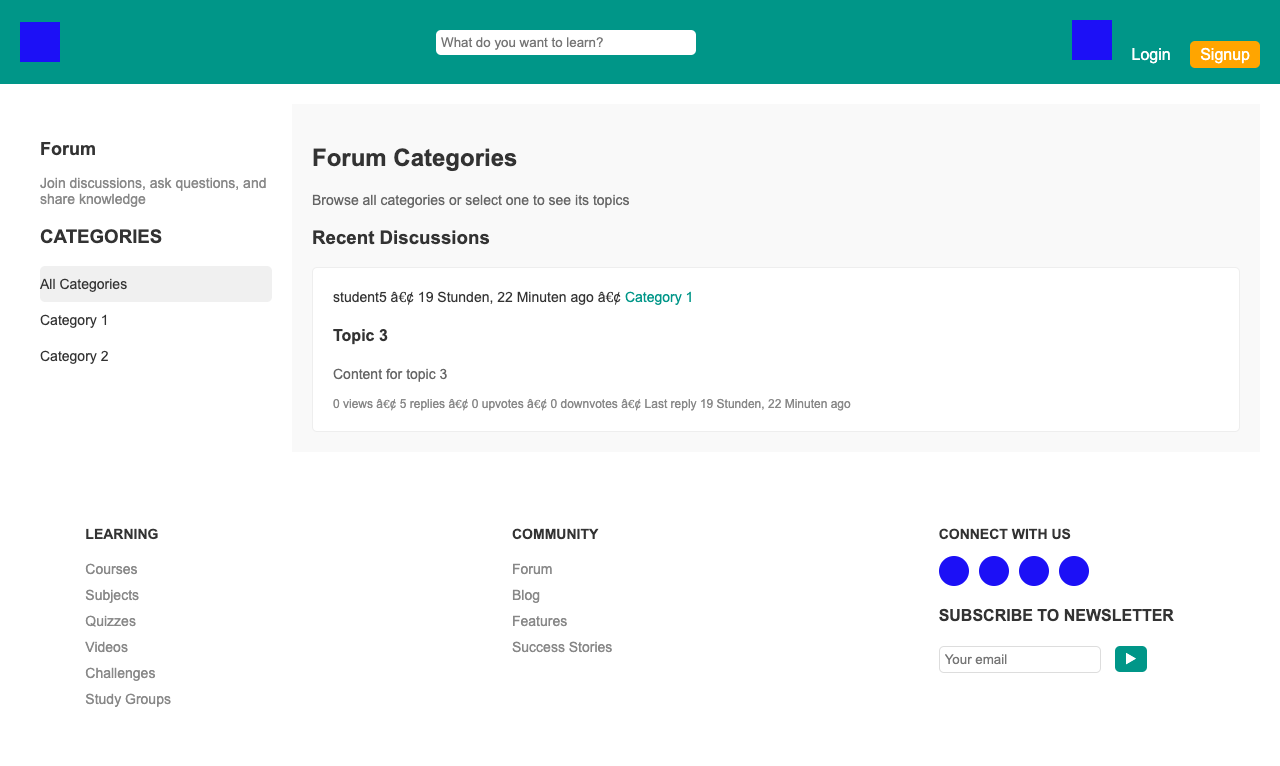 What do you want to learn?
Login
Signup
Forum
Join discussions, ask questions, and
share knowledge
CATEGORIES
All Categories
Category 1
Category 2
Forum Categories
Browse all categories or select one to see its topics
Recent Discussions
student5 â€¢ 19 Stunden, 22 Minuten ago â€¢ Category 1
Topic 3
Content for topic 3
0 views â€¢ 5 replies â€¢ 0 upvotes â€¢ 0 downvotes â€¢ Last reply 19 Stunden, 22 Minuten ago
LEARNING
Courses
Subjects
Quizzes
Videos
Challenges
Study Groups
COMMUNITY
Forum
Blog
Features
Success Stories
CONNECT WITH US
SUBSCRIBE TO NEWSLETTER
Your email